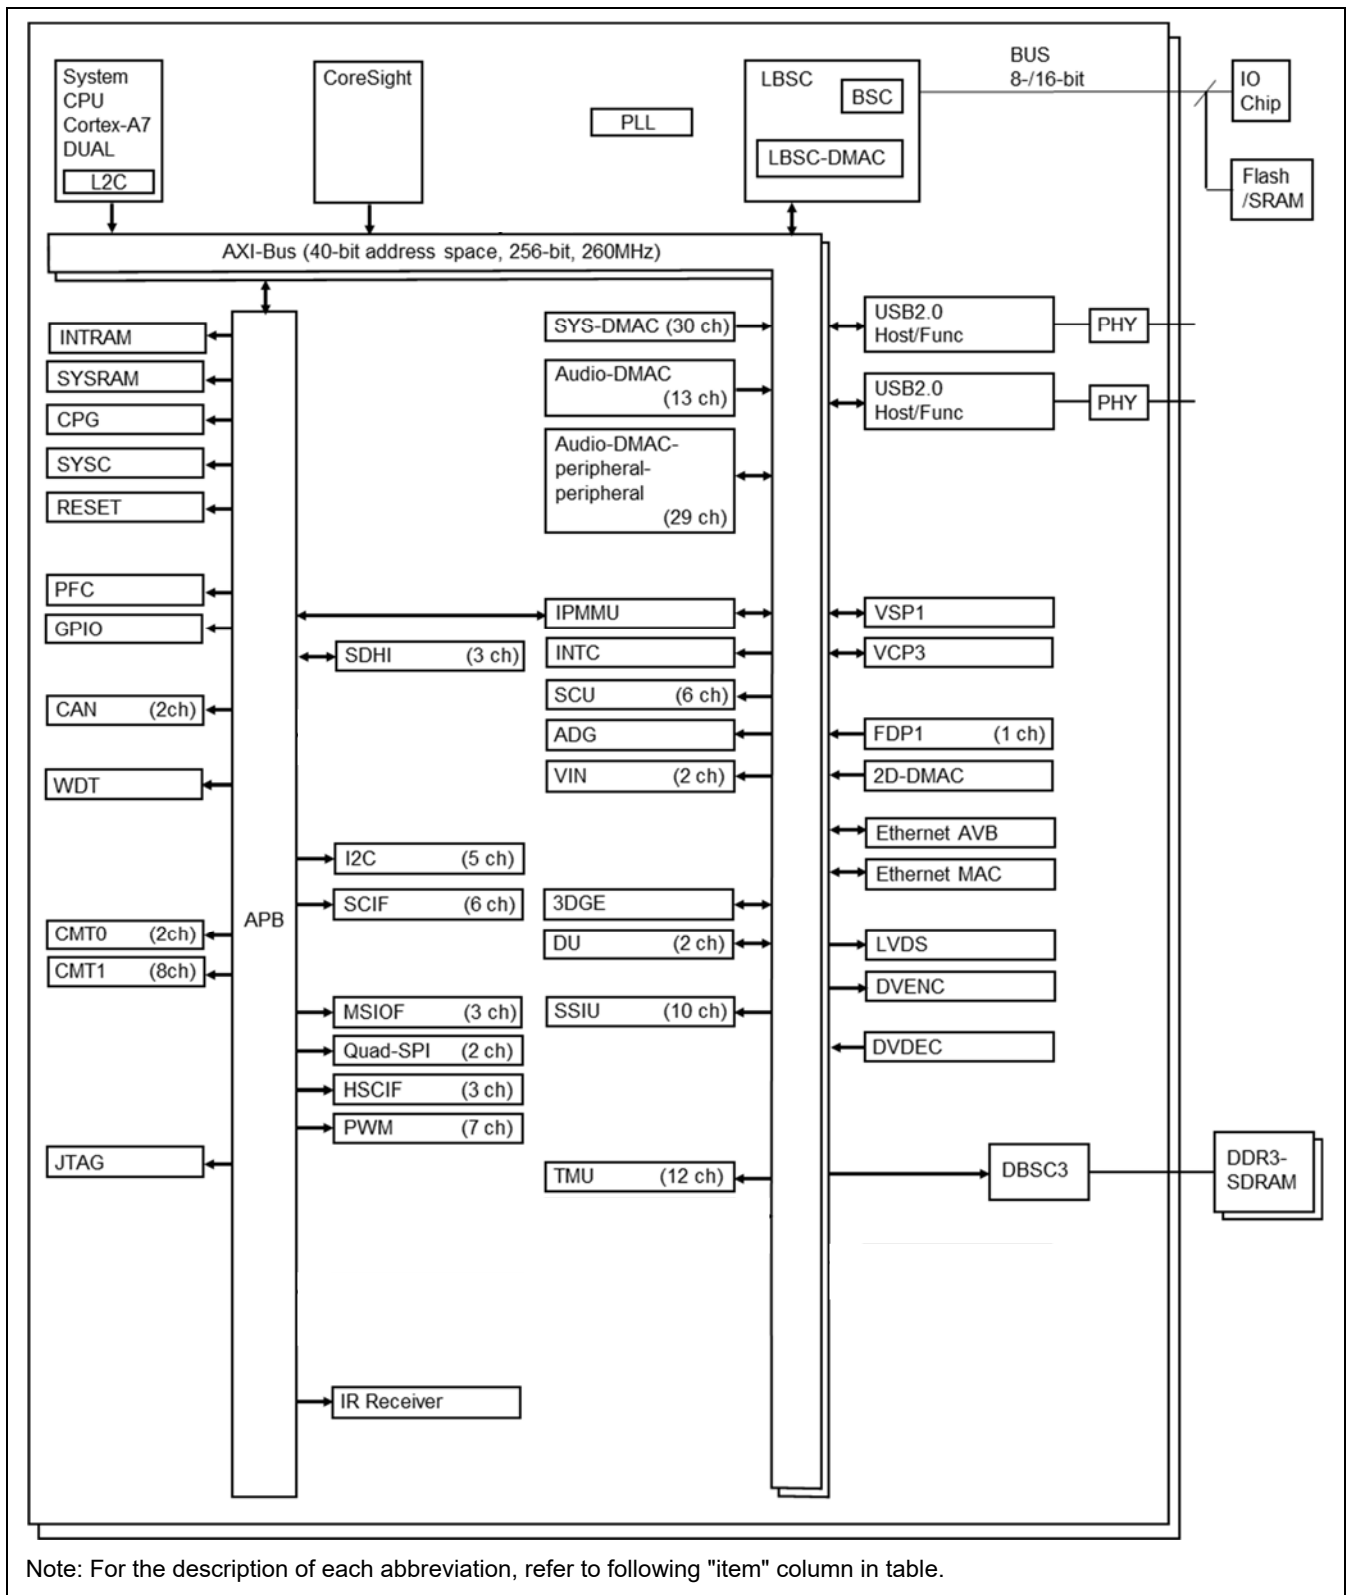 System
CPU
Cortex-A7
DUAL
L2C
CoreSight
PLL
LBSC
BSC
LBSC-DMAC
BUS
8-/16-bit
IO
Chip
Flash
/SRAM
AXI-Bus (40-bit address space, 256-bit, 260MHz)
INTRAM
SYSRAM
CPG
SYSC
RESET
PFC
GPIO
CAN (2ch)
WDT
CMT0 (2ch)
CMT1 (8ch)
JTAG
APB
SDHI (3 ch)
I2C (5 ch)
SCIF (6 ch)
MSIOF (3 ch)
Quad-SPI (2 ch)
HSCIF (3 ch)
PWM (7 ch)
IR Receiver
SYS-DMAC (30 ch)
Audio-DMAC
(13 ch)
Audio-DMAC-
peripheral-
peripheral
(29 ch)
IPMMU
INTC
SCU (6 ch)
ADG
VIN (2 ch)
3DGE
DU (2 ch)
SSIU (10 ch)
TMU (12 ch)
USB2.0
Host/Func
PHY
USB2.0
Host/Func
PHY
VSP1
VCP3
FDP1 (1 ch)
2D-DMAC
Ethernet AVB
Ethernet MAC
LVDS
DVENC
DVDEC
DBSC3
DDR3-
SDRAM
Note: For the description of each abbreviation, refer to following "item" column in table.